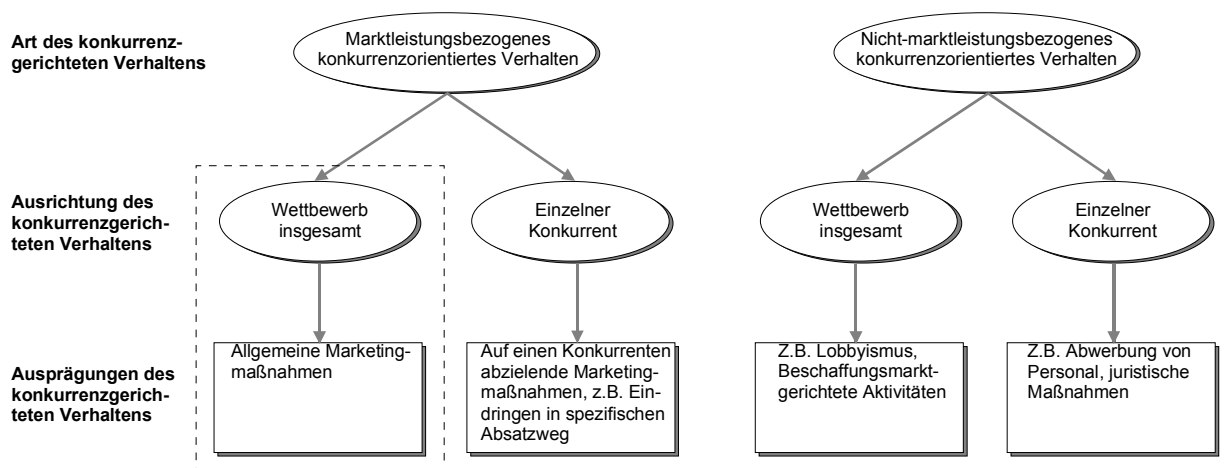 Art des konkurrenz-
gerichteten Verhaltens
Marktleistungsbezogenes
konkurrenzorientiertes Verhalten
Nicht-marktleistungsbezogenes
konkurrenzorientiertes Verhalten
Ausrichtung des
konkurrenzgerich-
teten Verhaltens
Wettbewerb
insgesamt
Einzelner
Konkurrent
Wettbewerb
insgesamt
Einzelner
Konkurrent
Ausprägungen des
konkurrenzgerich-
teten Verhaltens
Allgemeine Marketing-
maßnahmen
Auf einen Konkurrenten
abzielende Marketing-
maßnahmen, z.B. Ein-
dringen in spezifischen
Absatzweg
Z.B. Lobbyismus,
Beschaffungsmarkt-
gerichtete Aktivitäten
Z.B. Abwerbung von
Personal, juristische
Maßnahmen